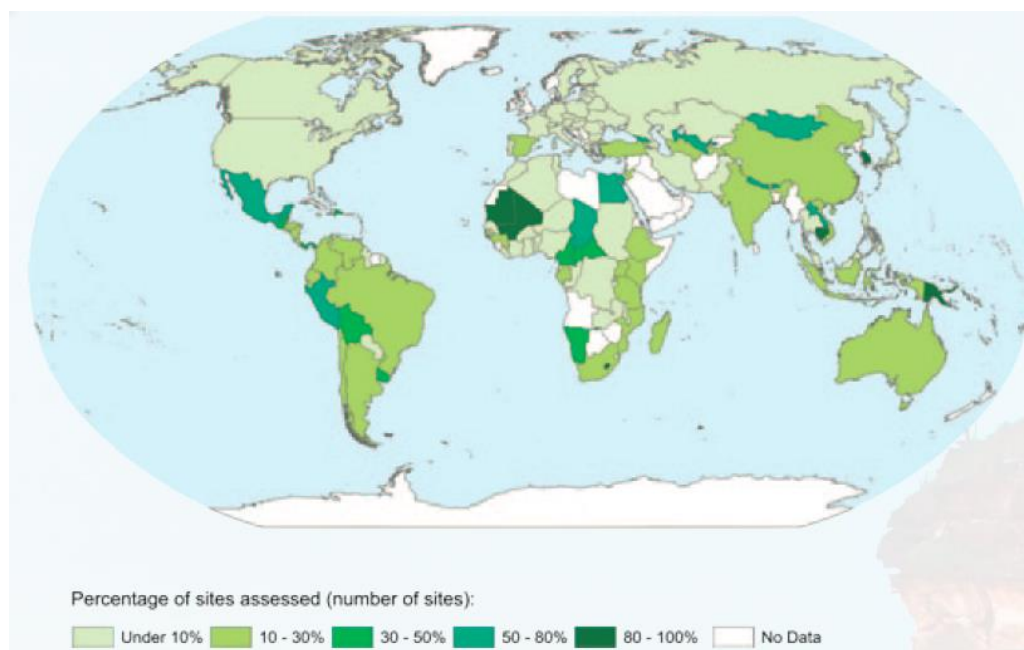 Percentage of sites assessed (number of sites):
Under 10% 10 - 30% 30 - 50% 50 - 80% 80 - 100% No Data